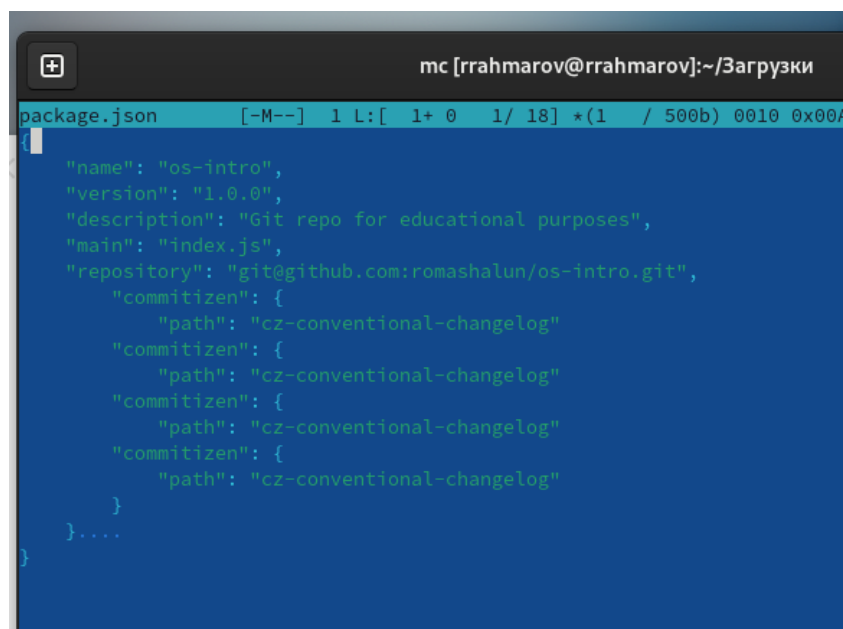 mc [rrahmarov@rrahmarov]:~/Загрузки
package.json [-M--] 1 L:[ 1+ 0 1/ 18] *(1 / 500b) 0010 0x00A
{
"name": "os-intro",
"version": "1.0.0",
"description": "Git repo for educational purposes",
"main": "index.js",
"repository": "git@github.com:romashalun/os-intro.git",
"commitizen": {
"path": "cz-conventional-changelog"
"commitizen": {
"path": "cz-conventional-changelog"
"commitizen": {
"path": "cz-conventional-changelog"
"commitizen": {
"path": "cz-conventional-changelog"
}
}....
}